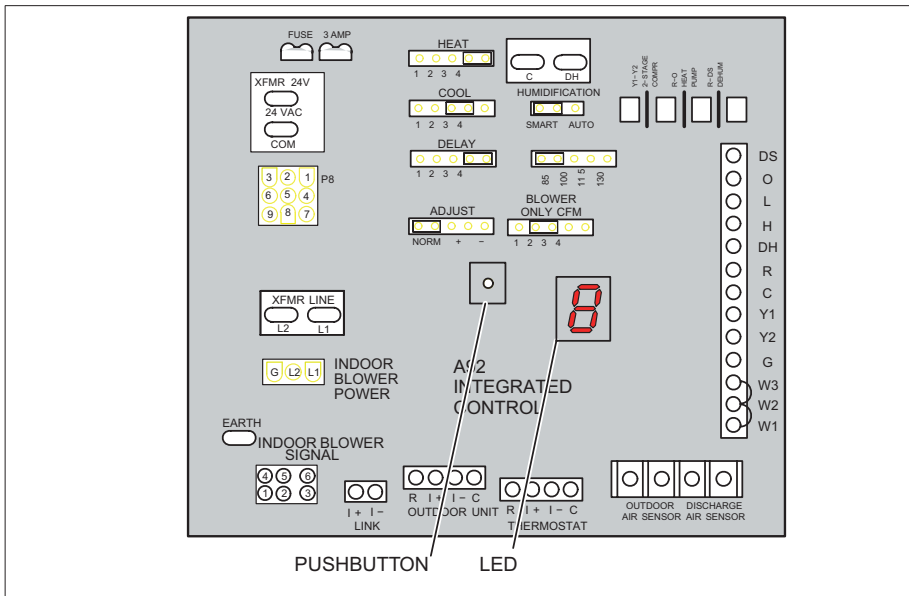 FUSE 3 AMP
XFMR 24V
24 VAC
COM
3 2 1
6 5 4
9 8 7
P8
HEAT
1 2 3 4
COOL
1 2 3 4
DELAY
1 2 3 4
ADJUST
NORM + −
C DH
HUMIDIFICATION
SMART AUTO
85 100 11 5 130
BLOWER
ONLY CFM
1 2 3 4
Y1-Y2
2-STAGE
COMPR
R-O
HEAT
PUMP
R-DS
DEHUM
DS
O
L
H
DH
R
C
Y1
Y2
G
W3
W2
W1
XFMR LINE
L2 L1
G L2 L1
INDOOR
BLOWER
POWER
8
A92
INTEGRATED
CONTROL
EARTH
INDOOR BLOWER
SIGNAL
4 5 6
1 2 3
I + I −
LINK
R I + I − C
OUTDOOR UNIT
R I + I − C
THERMOSTAT
OUTDOOR
AIR SENSOR
DISCHARGE
AIR SENSOR
PUSHBUTTON
LED